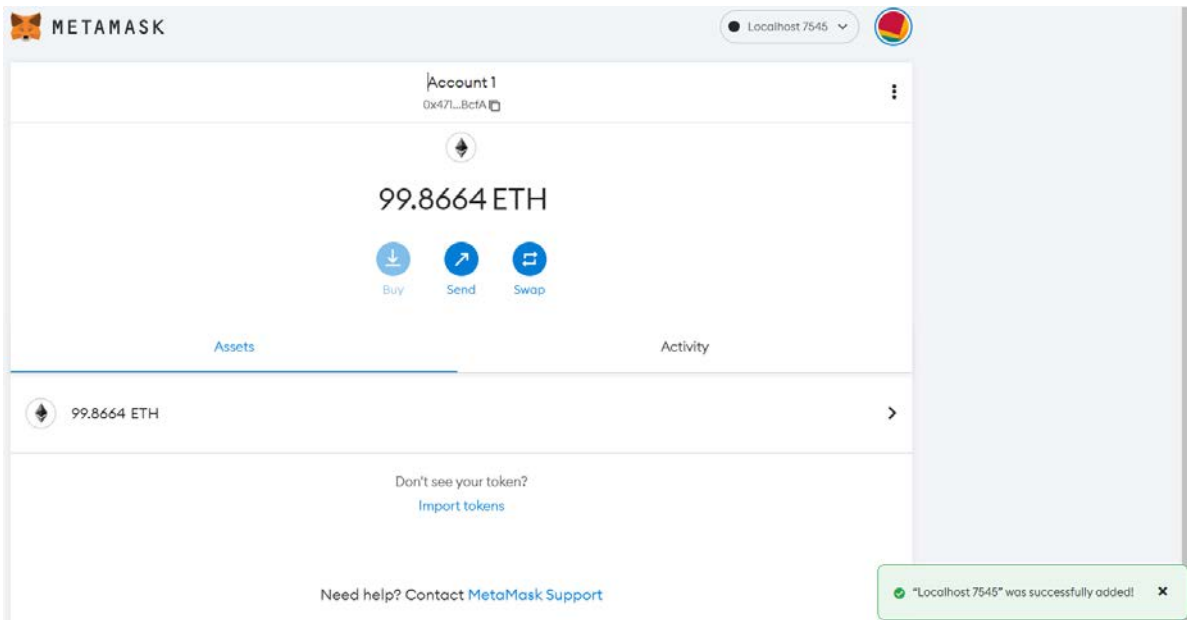 METAMASK
Localhost 7545
Account 1
0x471...BcfA
99.8664 ETH
Buy
Send
Swap
Assets
Activity
99.8664 ETH
Don't see your token?
Import tokens
Need help? Contact MetaMask Support
"Localhost 7545" was successfully added!